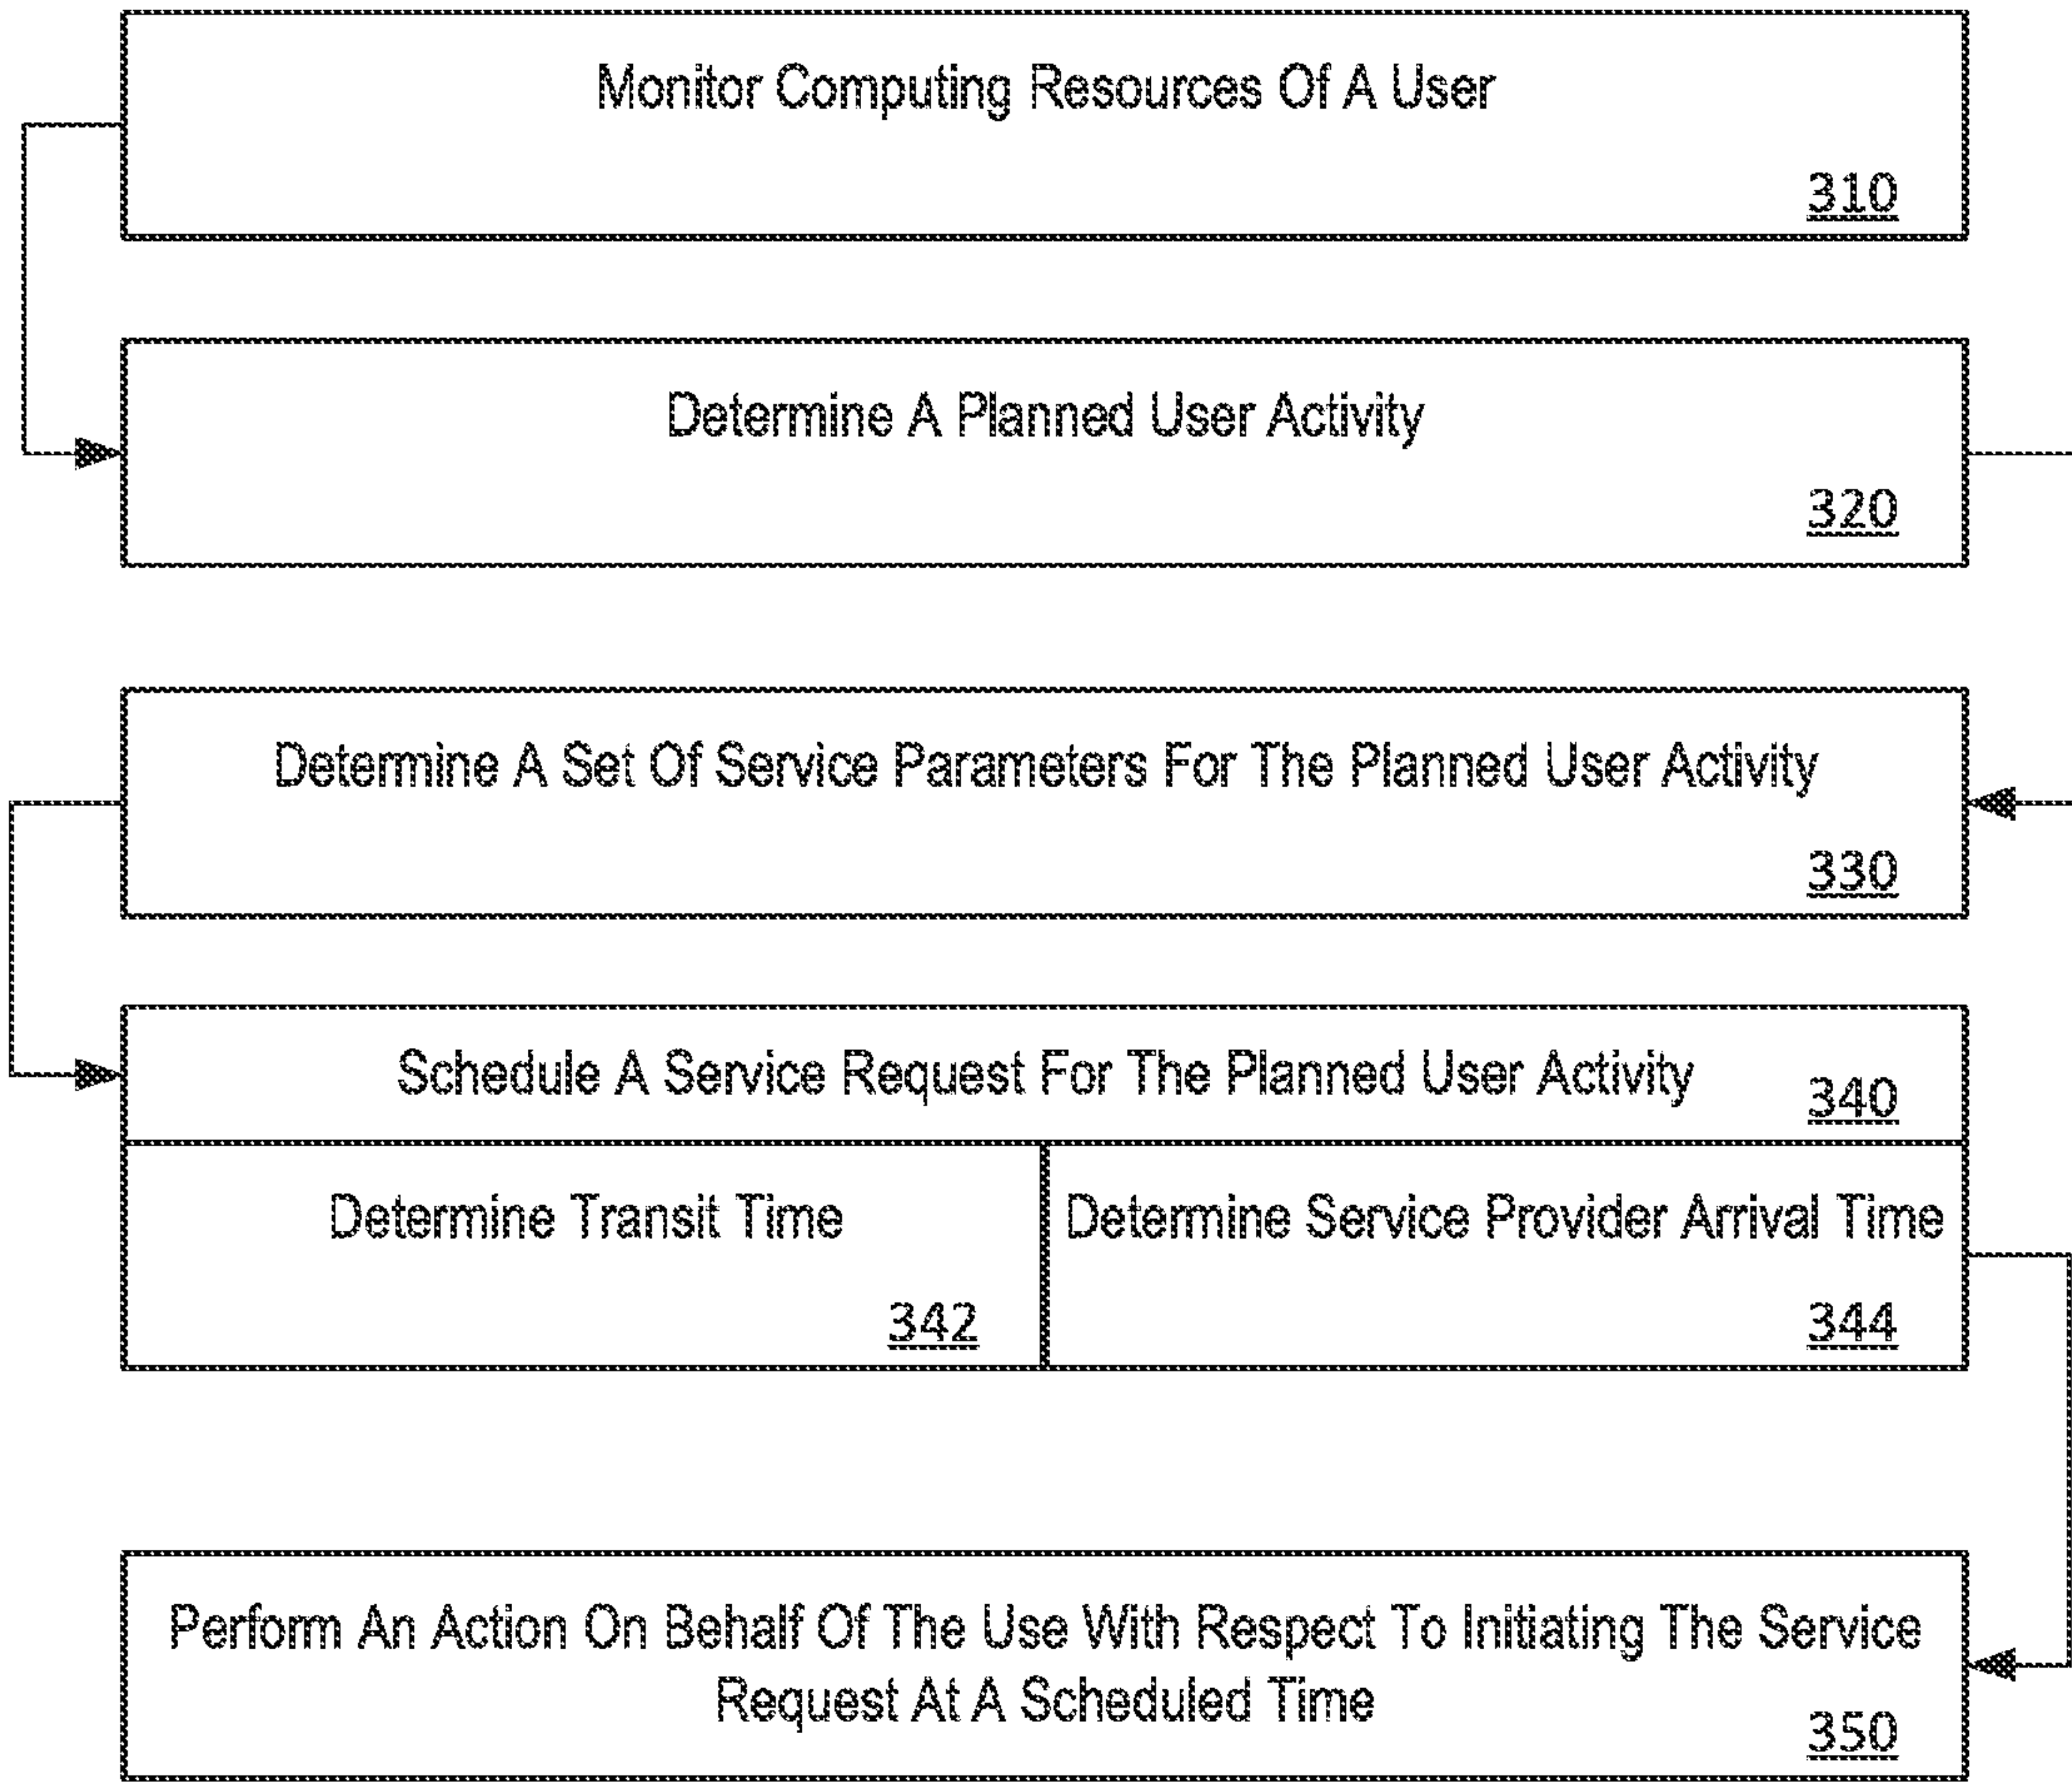 Monitor Computing Resources Of A User
310
Determine A Planned User Activity
320
Determine A Set Of Service Parameters For The Planned User Activity
330
Schedule A Service Request For The Planned User Activity
340
Determine Transit Time
342
Determine Service Provider Arrival Time
344
Perform An Action On Behalf Of The Use With Respect To Initiating The Service
Request At A Scheduled Time
350